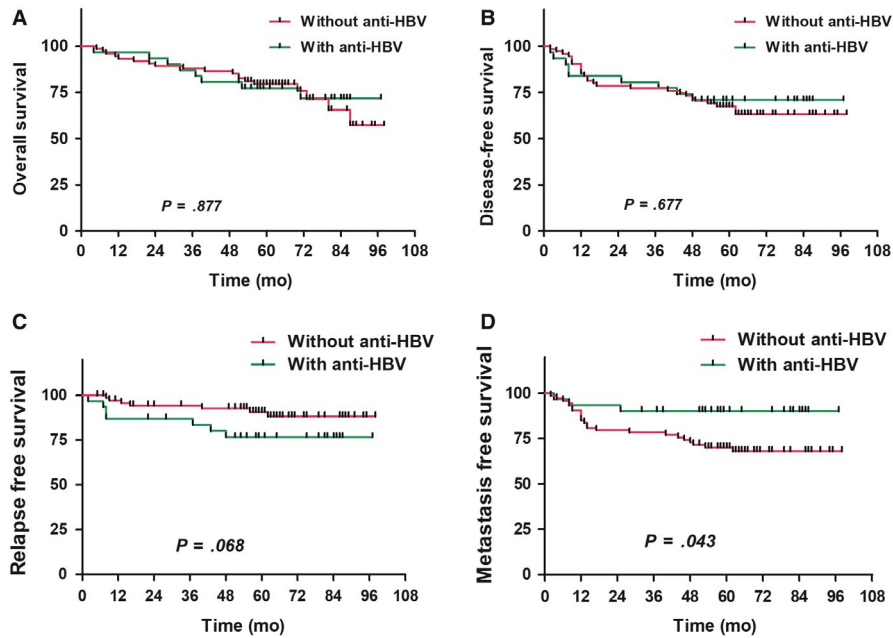 A
Without anti-HBV
With anti-HBV
Overall survival
100
75
50
25
0
P = .877
0 12 24 36 48 60 72 84 96 108
Time (mo)
B
Without anti-HBV
With anti-HBV
Disease-free survival
100
75
50
25
0
P = .677
0 12 24 36 48 60 72 84 96 108
Time (mo)
C
Without anti-HBV
With anti-HBV
Relapse free survival
100
75
50
25
0
P = .068
0 12 24 36 48 60 72 84 96 108
Time (mo)
D
Without anti-HBV
With anti-HBV
Metastasis free survival
100
75
50
25
0
P = .043
0 12 24 36 48 60 72 84 96 108
Time (mo)